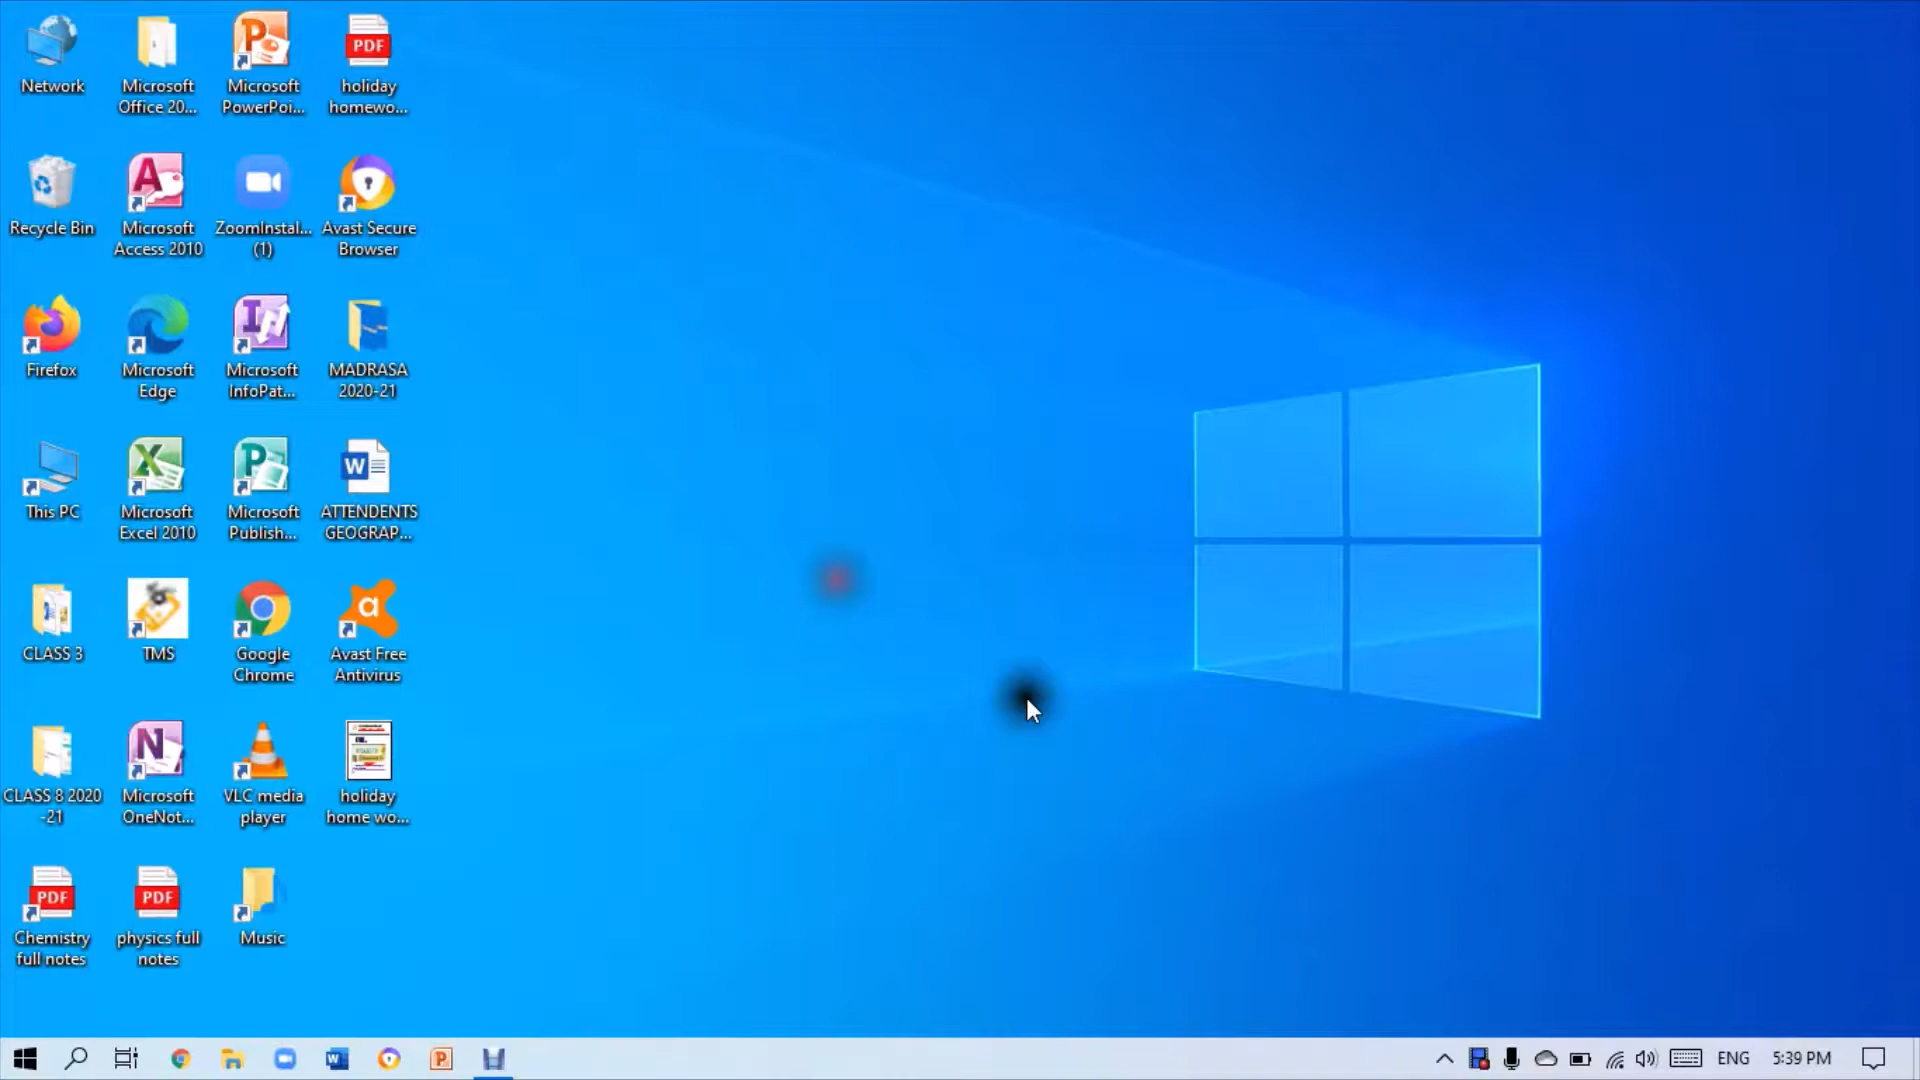 Network
Microsoft
Office 20...
Microsoft
PowerPoi...
PDF
holiday
homewo...
Recycle Bin
Microsoft
Access 2010
ZoomInstal...
(1)
Avast Secure
Browser
Firefox
Microsoft
Edge
Microsoft
InfoPat...
MADRASA
2020-21
This PC
Microsoft
Excel 2010
Microsoft
Publish...
ATTENDENTS
GEOGRAP...
CLASS 3
TMS
Google
Chrome
Avast Free
Antivirus
CLASS 8 2020
-21
Microsoft
OneNot...
VLC media
player
holiday
home wo...
PDF
Chemistry
full notes
PDF
physics full
notes
Music
ENG
5:39 PM